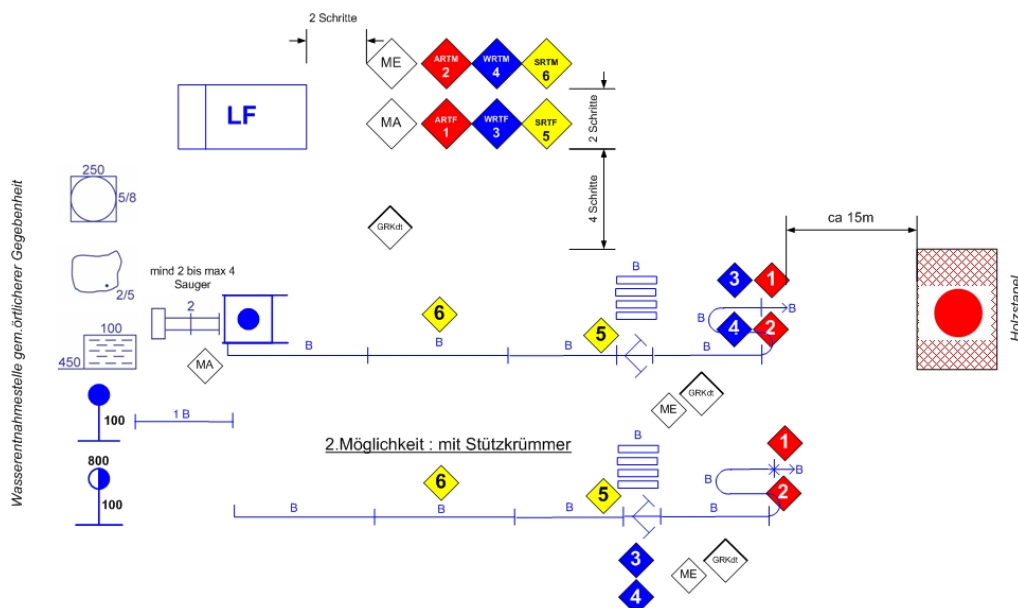 2 Schritte
ME
ARTM
2
WRTM
4
SRTM
6
LF
MA
ARTF
1
WRTF
3
SRTF
5
2 Schritte
4 Schritte
Wasserentnahmestelle gem.örtlicherer Gegebenheit
250
5/8
GRKdt
ca 15m
2/5
mind 2 bis max 4
Sauger
2
B
3
1
B
6
5
B
4
2
100
450
B
B
B
B
MA
Holzstapel
100
1 B
ME
GRKdt
2.Möglichkeit : mit Stützkrümmer
B
1
800
6
5
B
B
2
100
B
B
B
B
3
4
ME
GRKdt